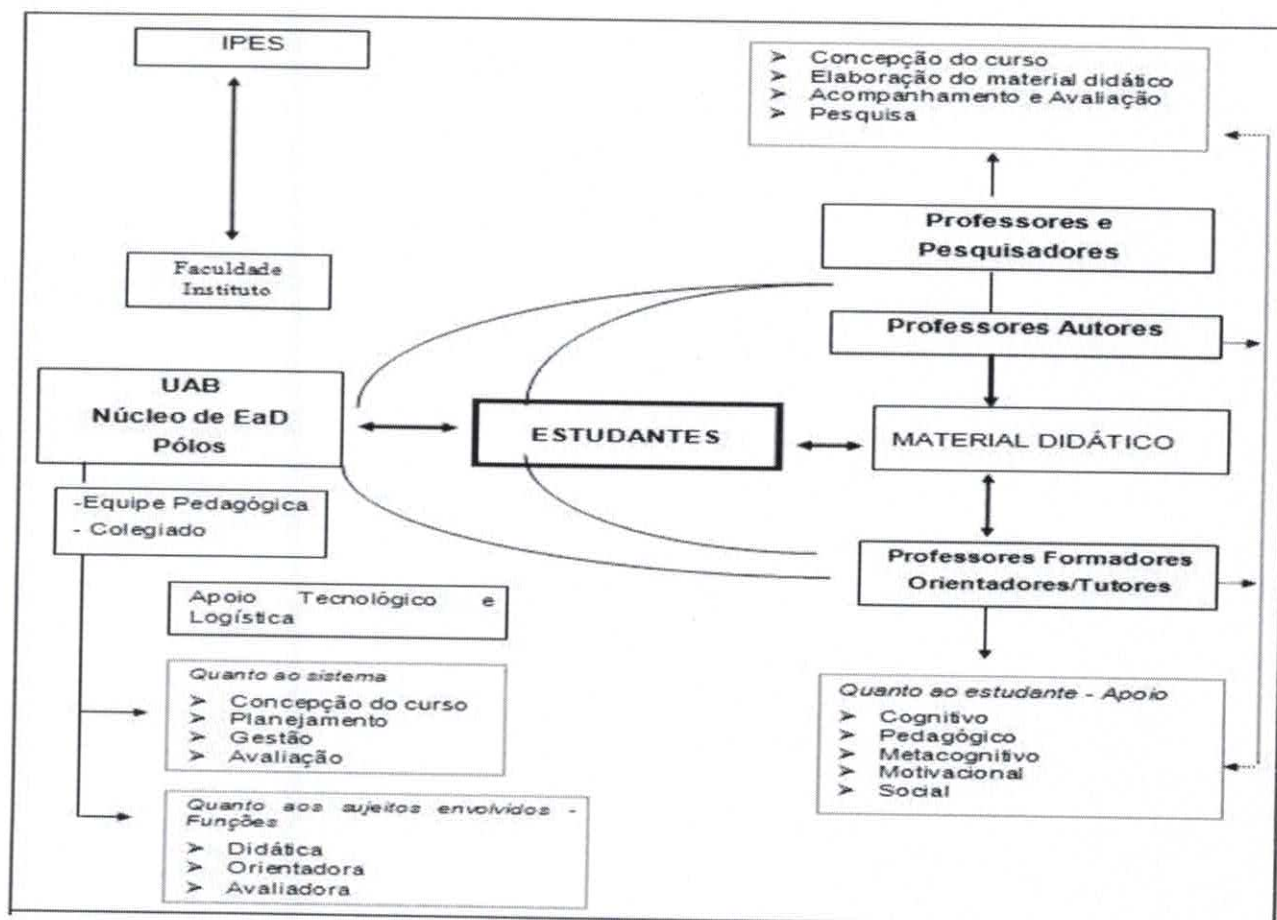 IPES
Faculdade
Instituto
UAB
Núcleo de EaD
Pólos
-Equipe Pedagógica
- Colegiado
Apoio Tecnológico e
Logística
Quanto ao sistema
➢ Concepção do curso
➢ Planejamento
➢ Gestão
➢ Avaliação
Quanto aos sujeitos envolvidos -
Funções
➢ Didática
➢ Orientadora
➢ Avaliadora
ESTUDANTES
➢ Concepção do curso
➢ Elaboração do material didático
➢ Acompanhamento e Avaliação
➢ Pesquisa
Professores e
Pesquisadores
Professores Autores
MATERIAL DIDÁTICO
Professores Formadores
Orientadores/Tutores
Quanto ao estudante - Apoio
➢ Cognitivo
➢ Pedagógico
➢ Metacognitivo
➢ Motivacional
➢ Social